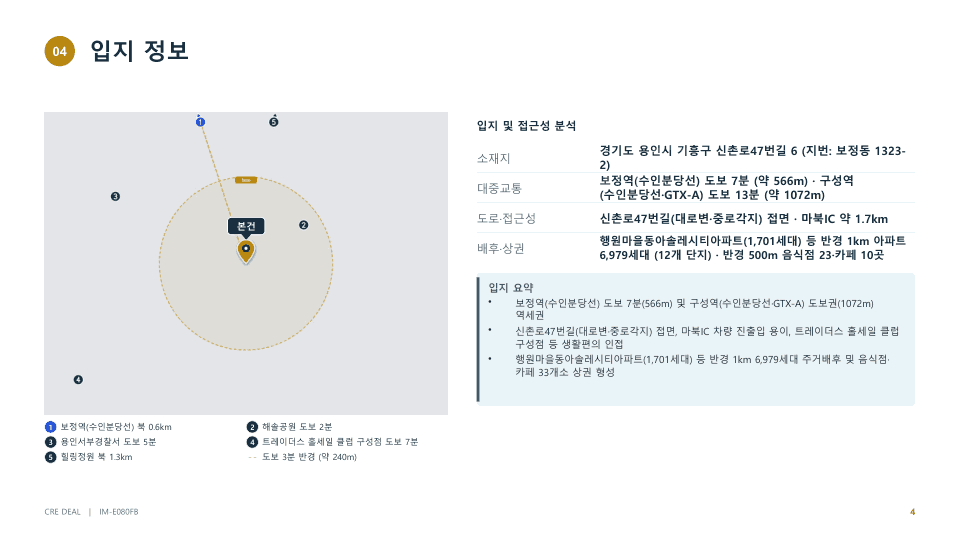 04 입지 정보
1
5
3
2
본건
4
1 보정역(수인분당선) 북 0.6km
2 해솔공원 도보 2분
3 용인서부경찰서 도보 5분
4 트레이더스 홀세일 클럽 구성점 도보 7분
5 힐링정원 북 1.3km
-- 도보 3분 반경 (약 240m)
입지 및 접근성 분석
소재지
경기도 용인시 기흥구 신촌로47번길 6 (지번: 보정동 1323-
2)
대중교통
보정역(수인분당선) 도보 7분 (약 566m) · 구성역
(수인분당선·GTX-A) 도보 13분 (약 1072m)
도로·접근성
신촌로47번길(대로변·중로각지) 접면 · 마북IC 약 1.7km
배후·상권
행원마을동아솔레시티아파트(1,701세대) 등 반경 1km 아파트
6,979세대 (12개 단지) · 반경 500m 음식점 23·카페 10곳
입지 요약
• 보정역(수인분당선) 도보 7분(566m) 및 구성역(수인분당선·GTX-A) 도보권(1072m)
역세권
• 신촌로47번길(대로변·중로각지) 접면, 마북IC 차량 진출입 용이, 트레이더스 홀세일 클럽
구성점 등 생활편의 인접
• 행원마을동아솔레시티아파트(1,701세대) 등 반경 1km 6,979세대 주거배후 및 음식점·
카페 33개소 상권 형성
CRE DEAL | IM-E080FB
4